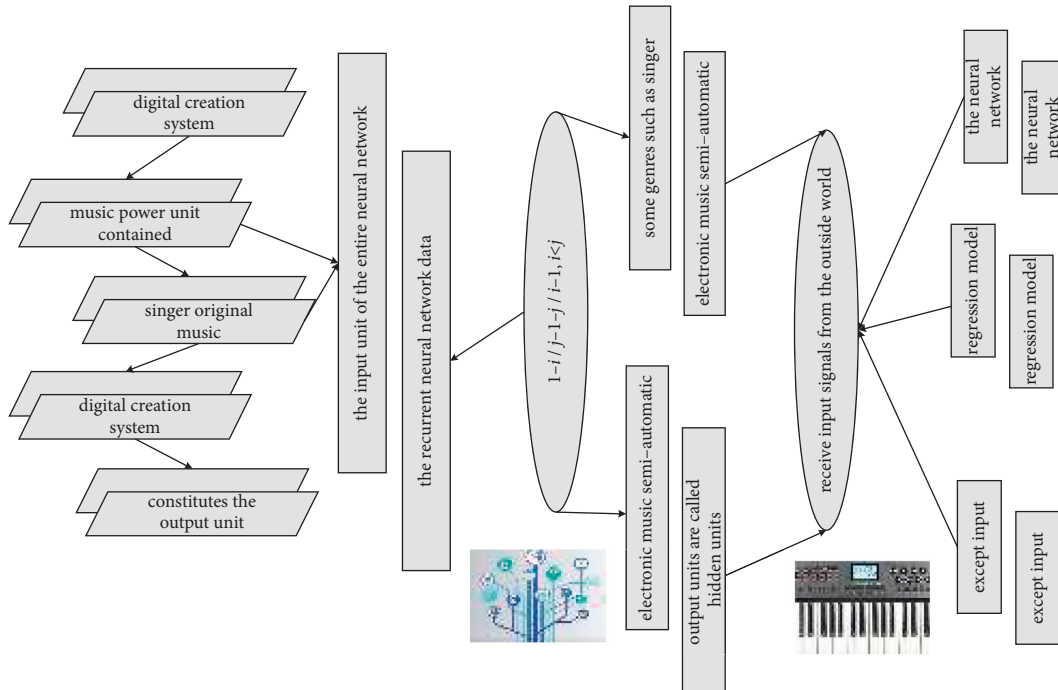 digital creation
system
music power unit
contained
singer original
music
digital creation
system
constitutes the
output unit
the input unit of the entire neural network
the recurrent neural network data
1–i / j–1–j / i–1, i<j
some genres such as singer
electronic music semi–automatic
electronic music semi–automatic
output units are called
hidden units
receive input signals from the outside world
the neural
network
the neural
network
regression model
regression model
except input
except input